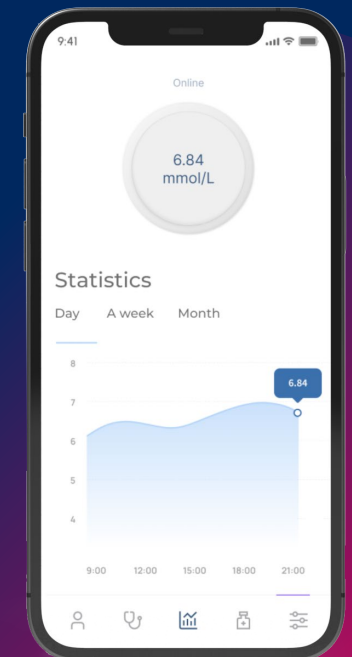 9:41
Online
6.84
mmol/L
Statistics
Day A week Month
8
6.84
7
6
5
4
9:00 12:00 15:00 18:00 21:00